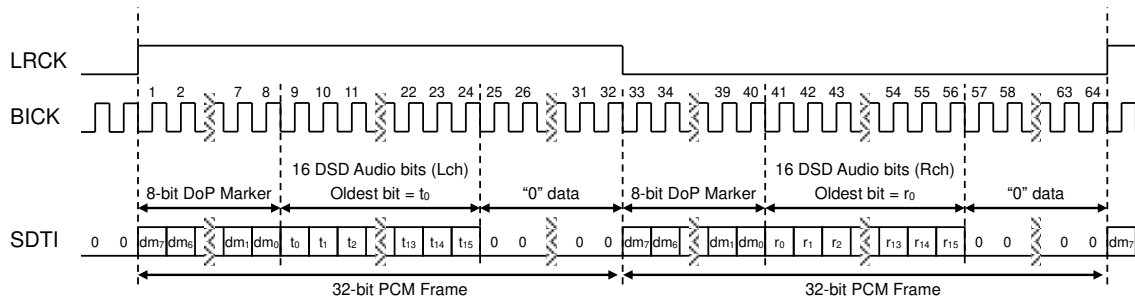 LRCK
1 2 7 8 9 10 11 22 23 24 25 26 31 32 33 34 39 40 41 42 43 54 55 56 57 58 63 64
BICK
16 DSD Audio bits (Lch) 16 DSD Audio bits (Rch)
8-bit DoP Marker Oldest bit = t₀ “0” data 8-bit DoP Marker Oldest bit = r₀ “0” data
SDTI 0 0 dm₇ dm₆ dm₁ dm₀ t₀ t₁ t₂ t₁₃ t₁₄ t₁₅ 0 0 0 0 dm₇ dm₆ dm₁ dm₀ r₀ r₁ r₂ r₁₃ r₁₄ r₁₅ 0 0 0 0 dm₇
32-bit PCM Frame 32-bit PCM Frame